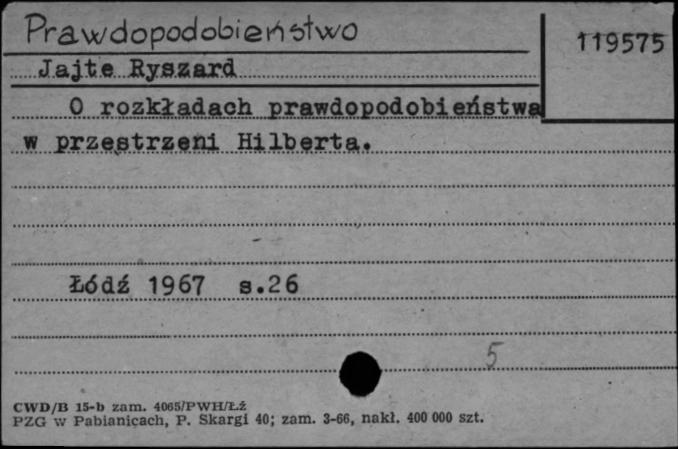 Prawdopodobieństwo
119575
Jajte Ryszard
O rozkładach prawdopodobieństwa
w przestrzeni Hilberta.
Łódź 1967 s.26
5
CWD/B 15-b zam. 4065/PWH/Łź
PZG w Pabianicach, P. Skargi 40; zam. 3-66, nakł. 400 000 szt.